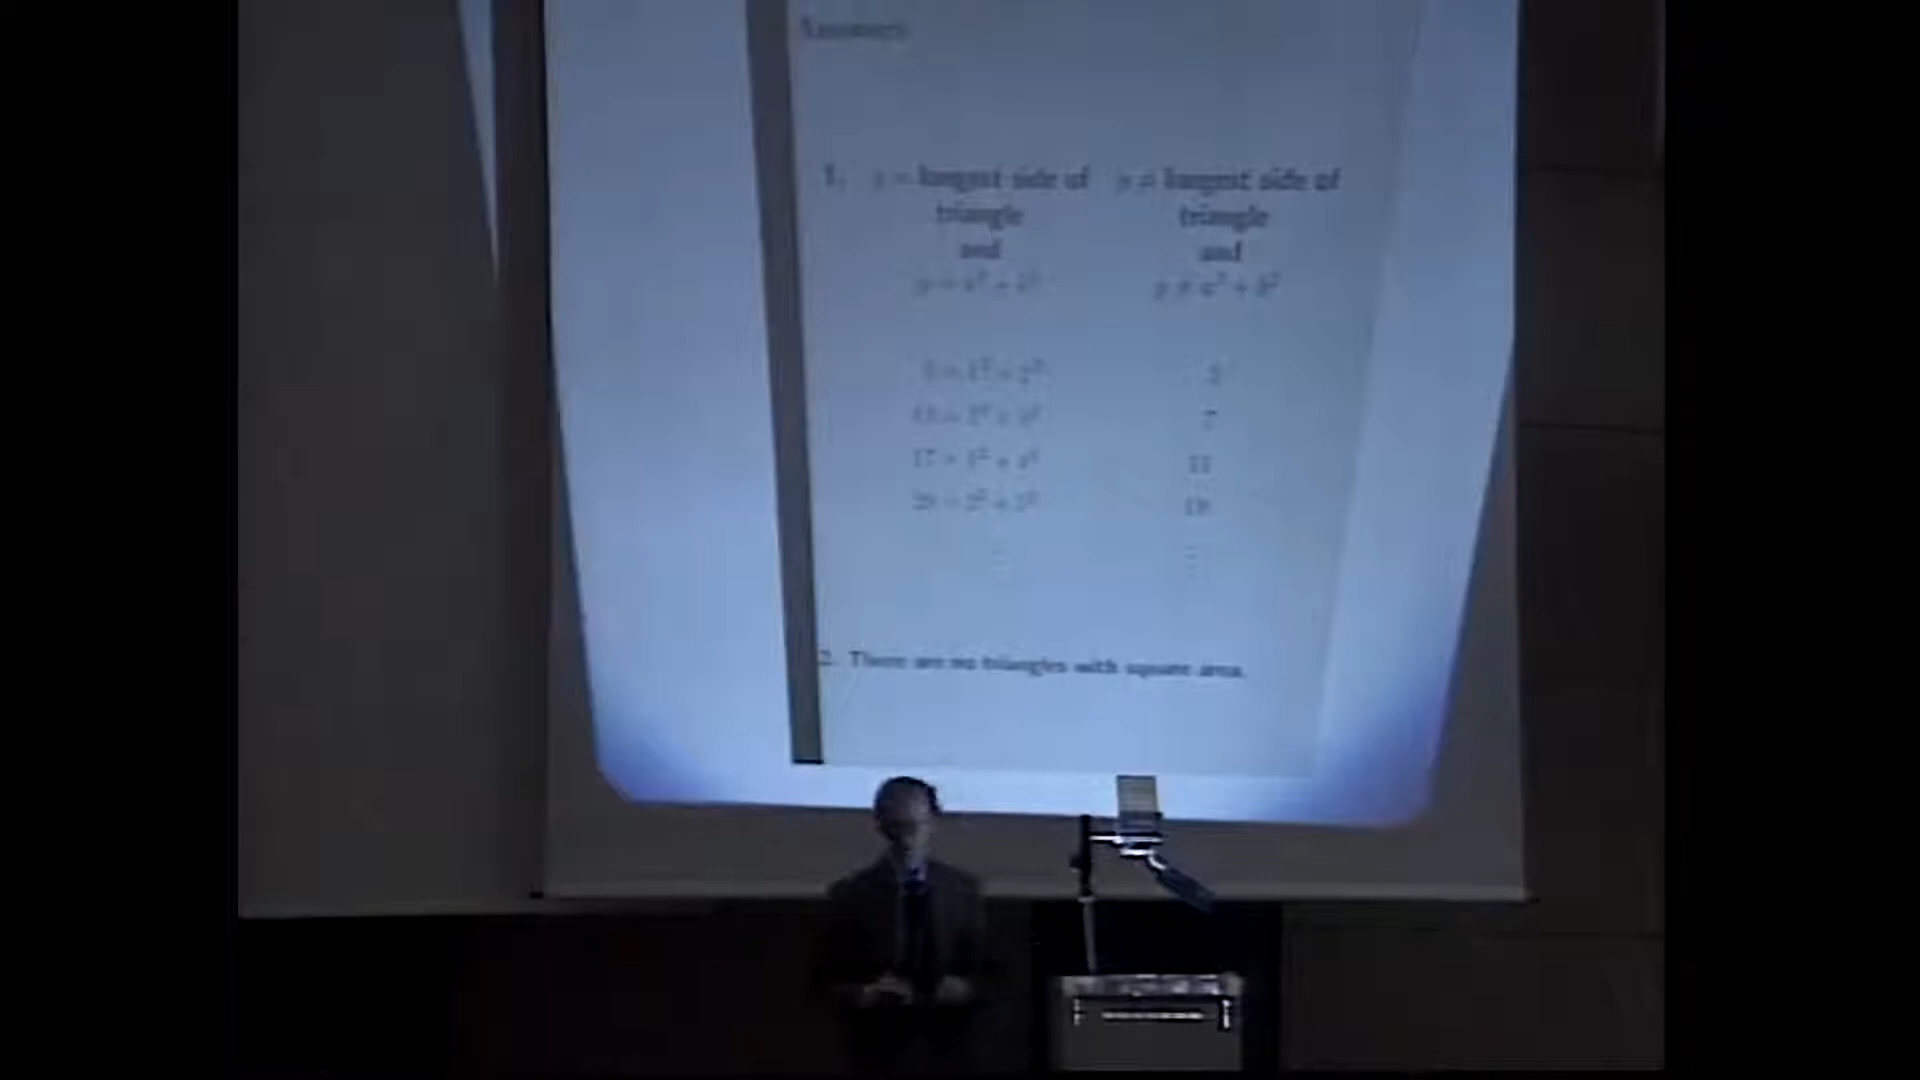 Answers
1. p = longest side of p ≠ longest side of
triangle triangle
and and
p = a² + b² p ≠ a² + b²
5 = 1² + 2² 3
13 = 2² + 3² 7
17 = 1² + 4² 11
29 = 2² + 5² 19
⋮ ⋮
2. There are no triangles with square area.